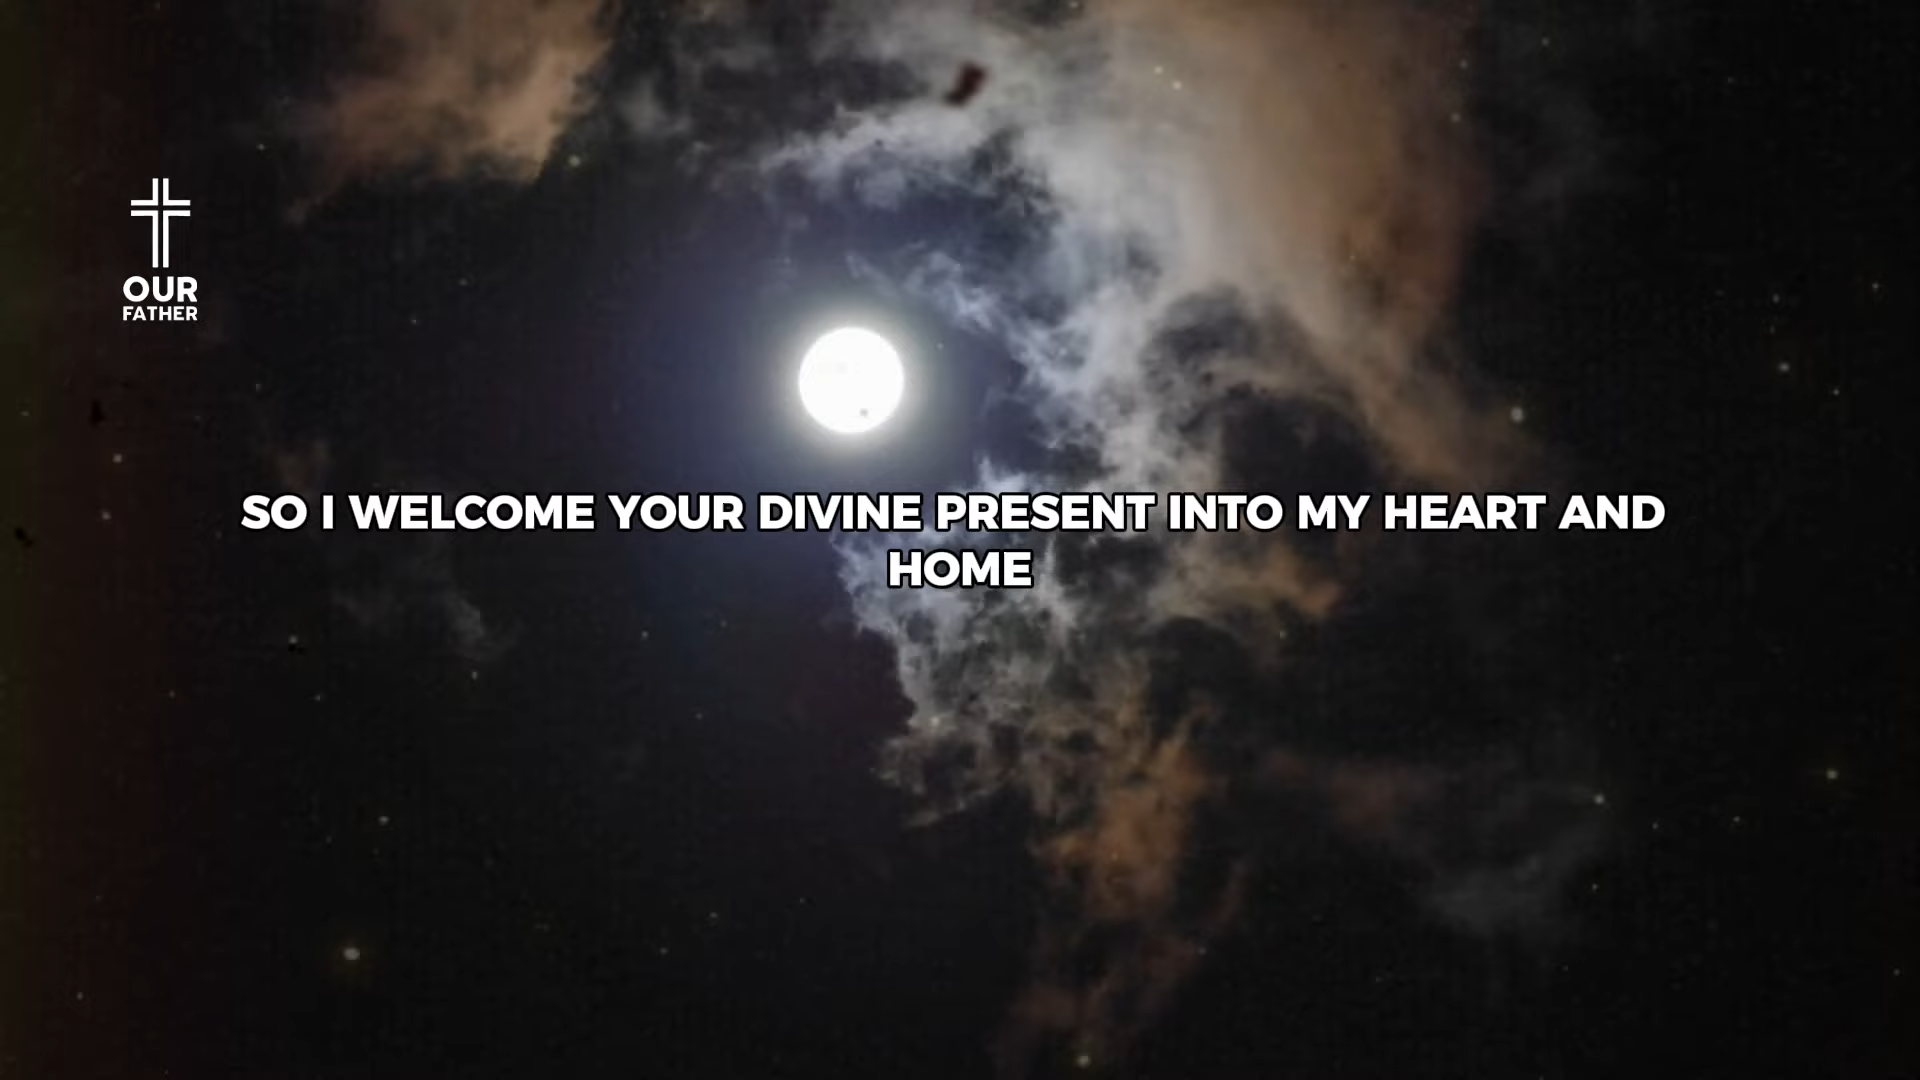 OUR
FATHER
SO I WELCOME YOUR DIVINE PRESENT INTO MY HEART AND
HOME